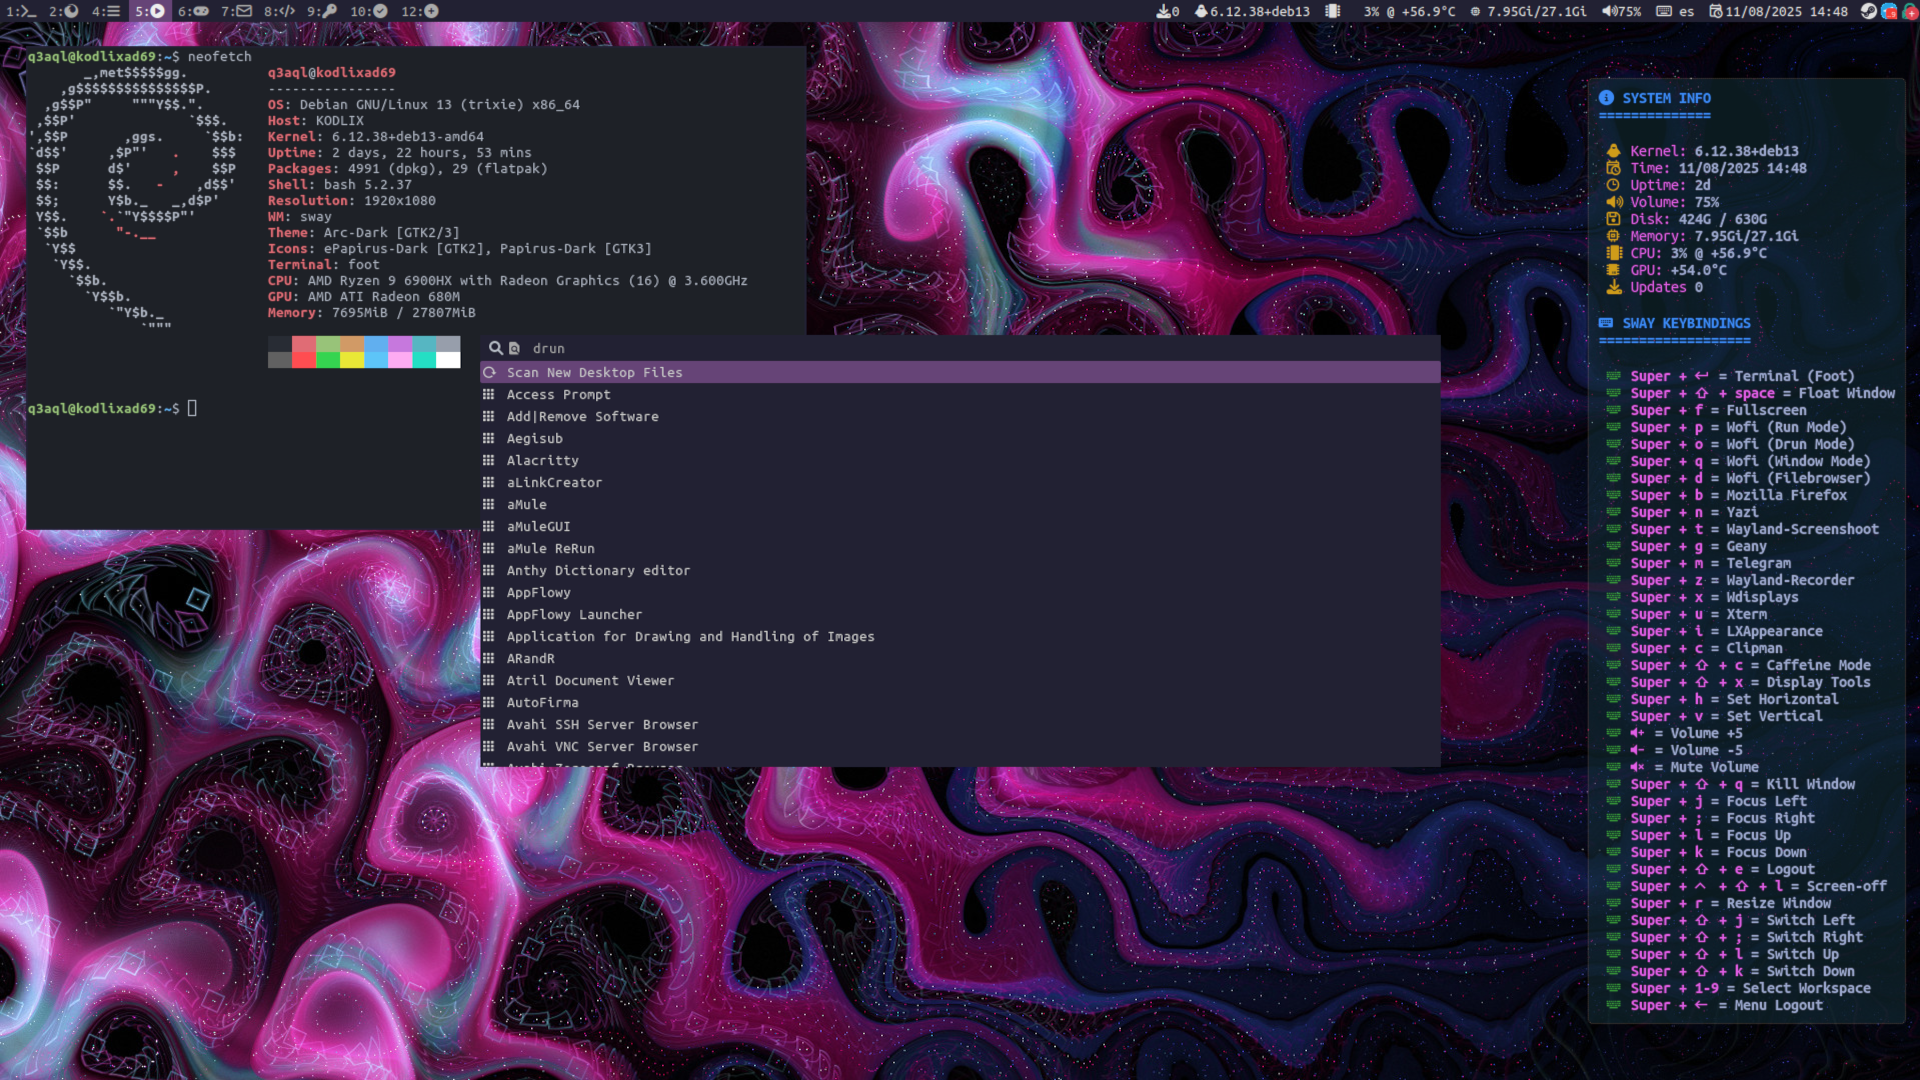 1: 2: 4: 5: 6: 7: 8: 9: 10: 12:
0 6.12.38+deb13 3% @ +56.9°C 7.95Gi/27.1Gi 75% es 11/08/2025 14:48
q3aql@kodlixad69:~$ neofetch
_,met$$$$$gg. q3aql@kodlixad69
,g$$$$$$$$$$$$$$$P. ----------------
,g$$P" """Y$$.". OS: Debian GNU/Linux 13 (trixie) x86_64
,$$P' `$$$. Host: KODLIX
',$$P ,ggs. `$$b: Kernel: 6.12.38+deb13-amd64
`d$$' ,$P"' . $$$ Uptime: 2 days, 22 hours, 53 mins
$$P d$' , $$P Packages: 4991 (dpkg), 29 (flatpak)
$$: $$. - ,d$$' Shell: bash 5.2.37
$$; Y$b._ _,d$P' Resolution: 1920x1080
Y$$. `.`"Y$$$$P"' WM: sway
`$$b "-.__ Theme: Arc-Dark [GTK2/3]
`Y$$ Icons: ePapirus-Dark [GTK2], Papirus-Dark [GTK3]
`Y$$. Terminal: foot
`$$b. CPU: AMD Ryzen 9 6900HX with Radeon Graphics (16) @ 3.600GHz
`Y$$b. GPU: AMD ATI Radeon 680M
`"Y$b._ Memory: 7695MiB / 27807MiB
`"""
q3aql@kodlixad69:~$
drun
Scan New Desktop Files
Access Prompt
Add|Remove Software
Aegisub
Alacritty
aLinkCreator
aMule
aMuleGUI
aMule ReRun
Anthy Dictionary editor
AppFlowy
AppFlowy Launcher
Application for Drawing and Handling of Images
ARandR
Atril Document Viewer
AutoFirma
Avahi SSH Server Browser
Avahi VNC Server Browser
SYSTEM INFO
==============
Kernel: 6.12.38+deb13
Time: 11/08/2025 14:48
Uptime: 2d
Volume: 75%
Disk: 424G / 630G
Memory: 7.95Gi/27.1Gi
CPU: 3% @ +56.9°C
GPU: +54.0°C
Updates 0
SWAY KEYBINDINGS
===================
Super + ↵ = Terminal (Foot)
Super + ⇧ + space = Float Window
Super + f = Fullscreen
Super + p = Wofi (Run Mode)
Super + o = Wofi (Drun Mode)
Super + q = Wofi (Window Mode)
Super + d = Wofi (Filebrowser)
Super + b = Mozilla Firefox
Super + n = Yazi
Super + t = Wayland-Screenshoot
Super + g = Geany
Super + m = Telegram
Super + z = Wayland-Recorder
Super + x = Wdisplays
Super + u = Xterm
Super + i = LXAppearance
Super + c = Clipman
Super + ⇧ + c = Caffeine Mode
Super + ⇧ + x = Display Tools
Super + h = Set Horizontal
Super + v = Set Vertical
= Volume +5
= Volume -5
= Mute Volume
Super + ⇧ + q = Kill Window
Super + j = Focus Left
Super + ; = Focus Right
Super + l = Focus Up
Super + k = Focus Down
Super + ⇧ + e = Logout
Super + ^ + ⇧ + l = Screen-off
Super + r = Resize Window
Super + ⇧ + j = Switch Left
Super + ⇧ + ; = Switch Right
Super + ⇧ + l = Switch Up
Super + ⇧ + k = Switch Down
Super + 1-9 = Select Workspace
Super + ← = Menu Logout